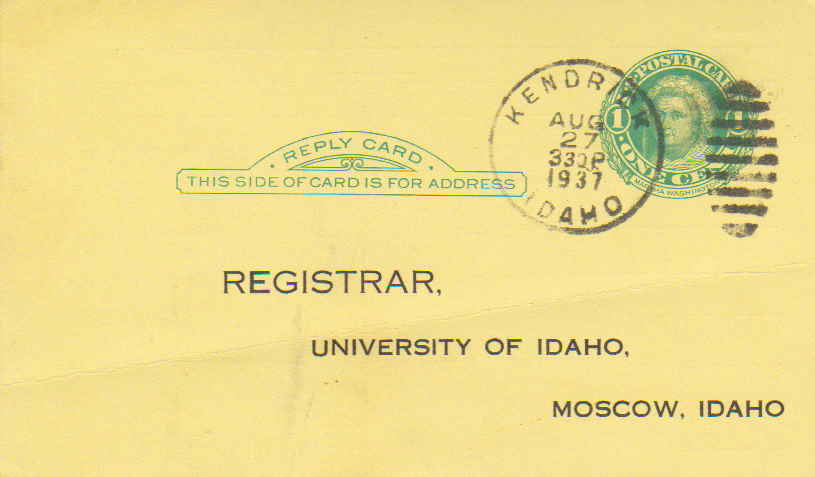 U.S. POSTAL CARD
1 1
ONE CENT
MARTHA WASHINGTON
KENDRICK
AUG
27
330P
1937
IDAHO
REPLY CARD
THIS SIDE OF CARD IS FOR ADDRESS
REGISTRAR,
UNIVERSITY OF IDAHO,
MOSCOW, IDAHO